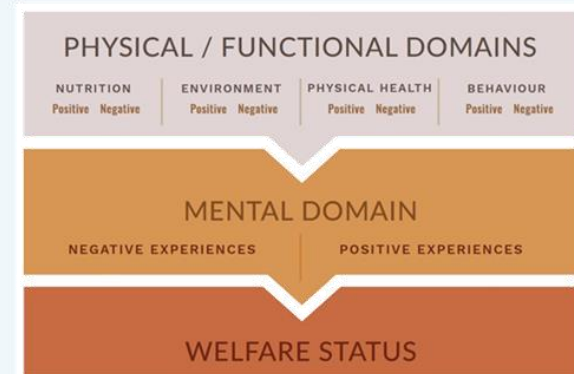 PHYSICAL / FUNCTIONAL DOMAINS
NUTRITION ENVIRONMENT PHYSICAL HEALTH BEHAVIOUR
Positive Negative Positive Negative Positive Negative Positive Negative
MENTAL DOMAIN
NEGATIVE EXPERIENCES POSITIVE EXPERIENCES
WELFARE STATUS